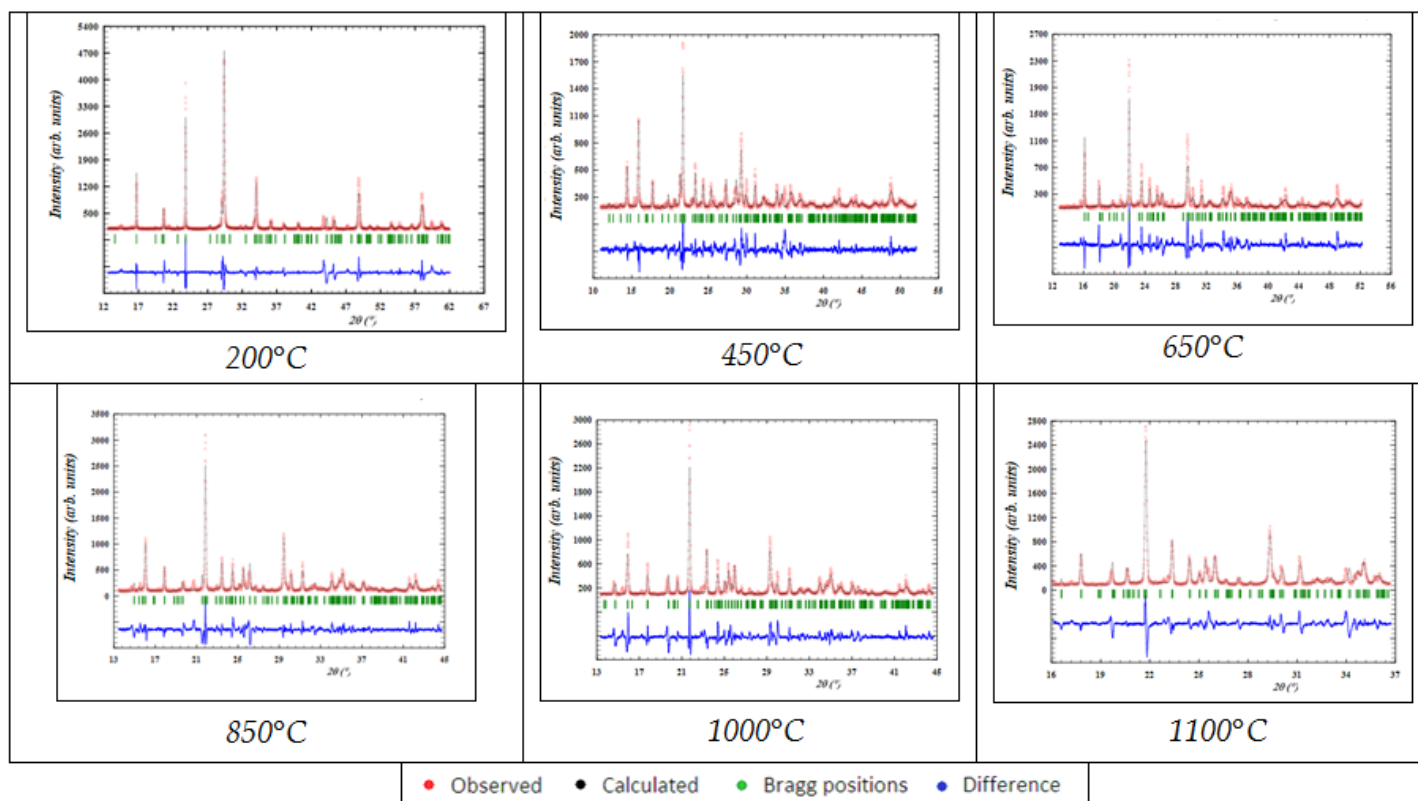 5400
4700
4000
3300
2600
1900
1200
500
Intensity (arb. units)
12 17 22 27 32 37 42 47 52 57 62 67
2θ (°)
200°C
2000
1700
1400
1100
800
500
200
Intensity (arb. units)
10 15 20 25 30 35 40 45 50 55
2θ (°)
450°C
2700
2300
1900
1500
1100
700
300
Intensity (arb. units)
12 16 20 24 28 32 36 40 44 48 52 56
2θ (°)
650°C
3500
3000
2500
2000
1500
1000
500
0
Intensity (arb. units)
13 17 21 25 29 33 37 41 45
2θ (°)
850°C
3000
2600
2200
1800
1400
1000
600
200
Intensity (arb. units)
13 17 21 25 29 33 37 41 45
2θ (°)
1000°C
2800
2400
2000
1600
1200
800
400
0
Intensity (arb. units)
16 19 22 25 28 31 34 37
2θ (°)
1100°C
Observed Calculated Bragg positions Difference